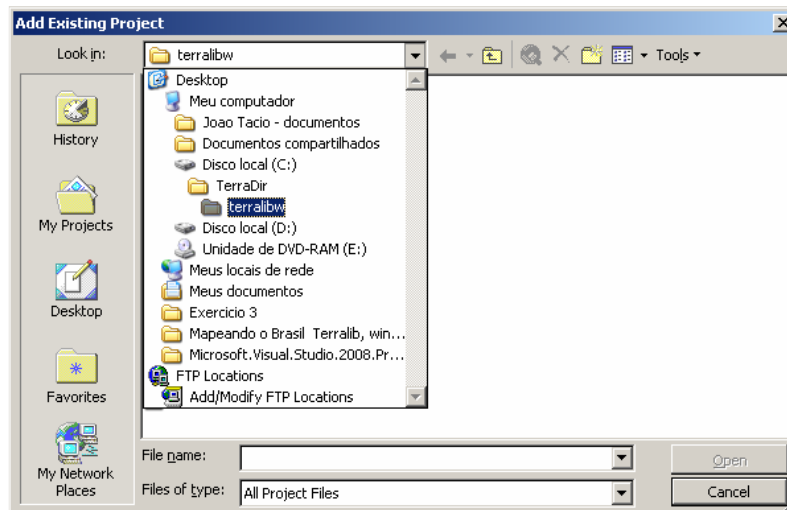 Add Existing Project
Look in:
terralibw
Tools
Desktop
Meu computador
Joao Tacio - documentos
Documentos compartilhados
Disco local (C:)
TerraDir
terralibw
Disco local (D:)
Unidade de DVD-RAM (E:)
Meus locais de rede
Meus documentos
Exercicio 3
Mapeando o Brasil Terralib, win...
Microsoft.Visual.Studio.2008.Pr...
FTP Locations
Add/Modify FTP Locations
History
My Projects
Desktop
Favorites
My Network
Places
File name:
Open
Files of type:
All Project Files
Cancel